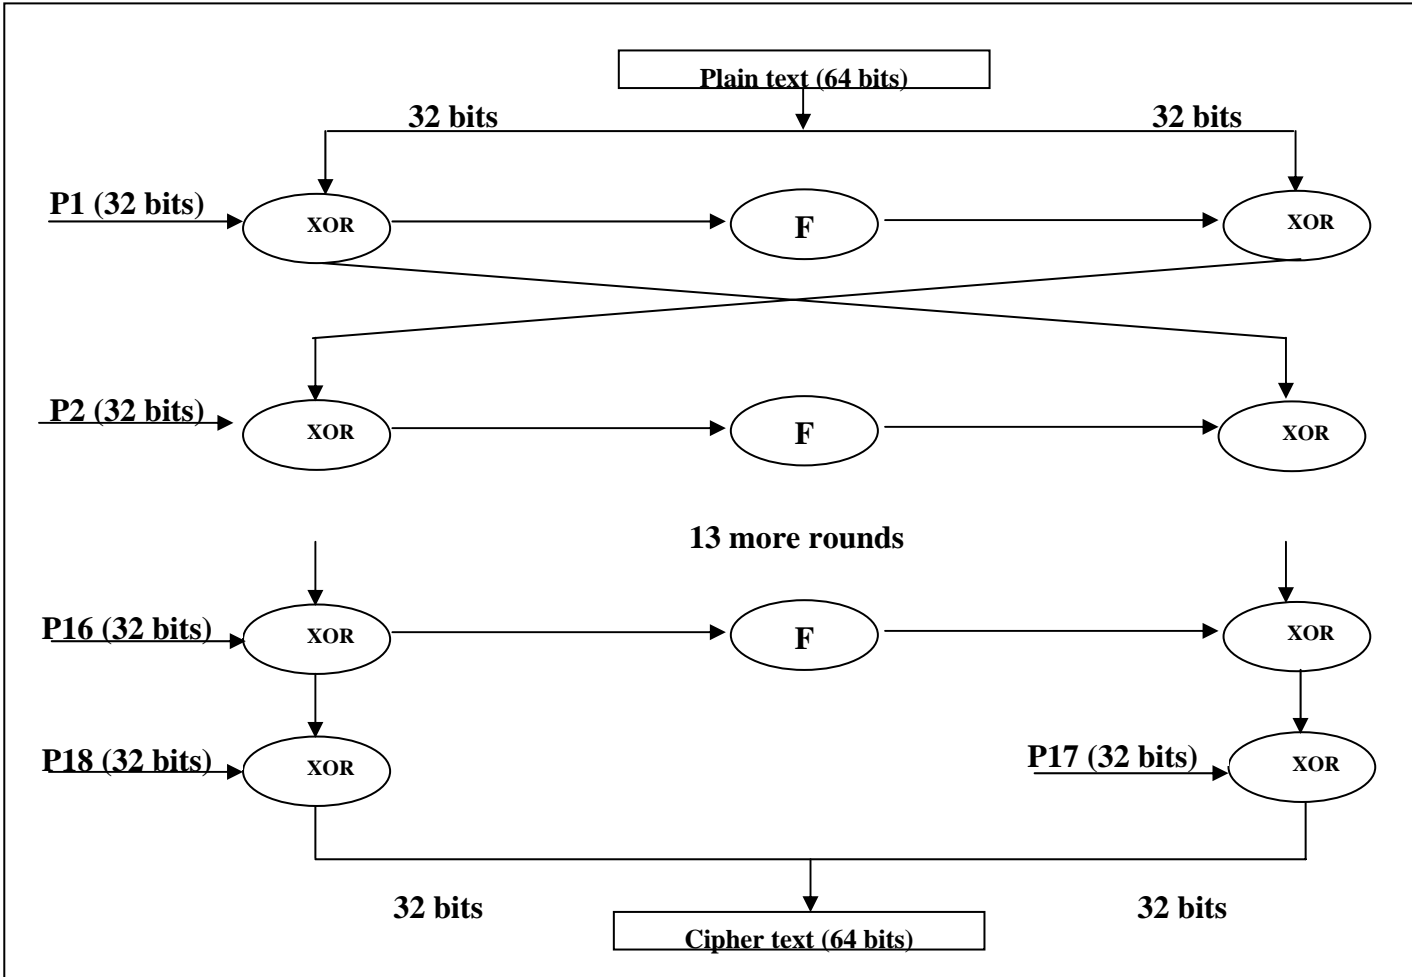 Plain text (64 bits)
32 bits
32 bits
P1 (32 bits)
XOR
F
XOR
P2 (32 bits)
XOR
F
XOR
13 more rounds
P16 (32 bits)
XOR
F
XOR
P18 (32 bits)
XOR
P17 (32 bits)
XOR
32 bits
32 bits
Cipher text (64 bits)